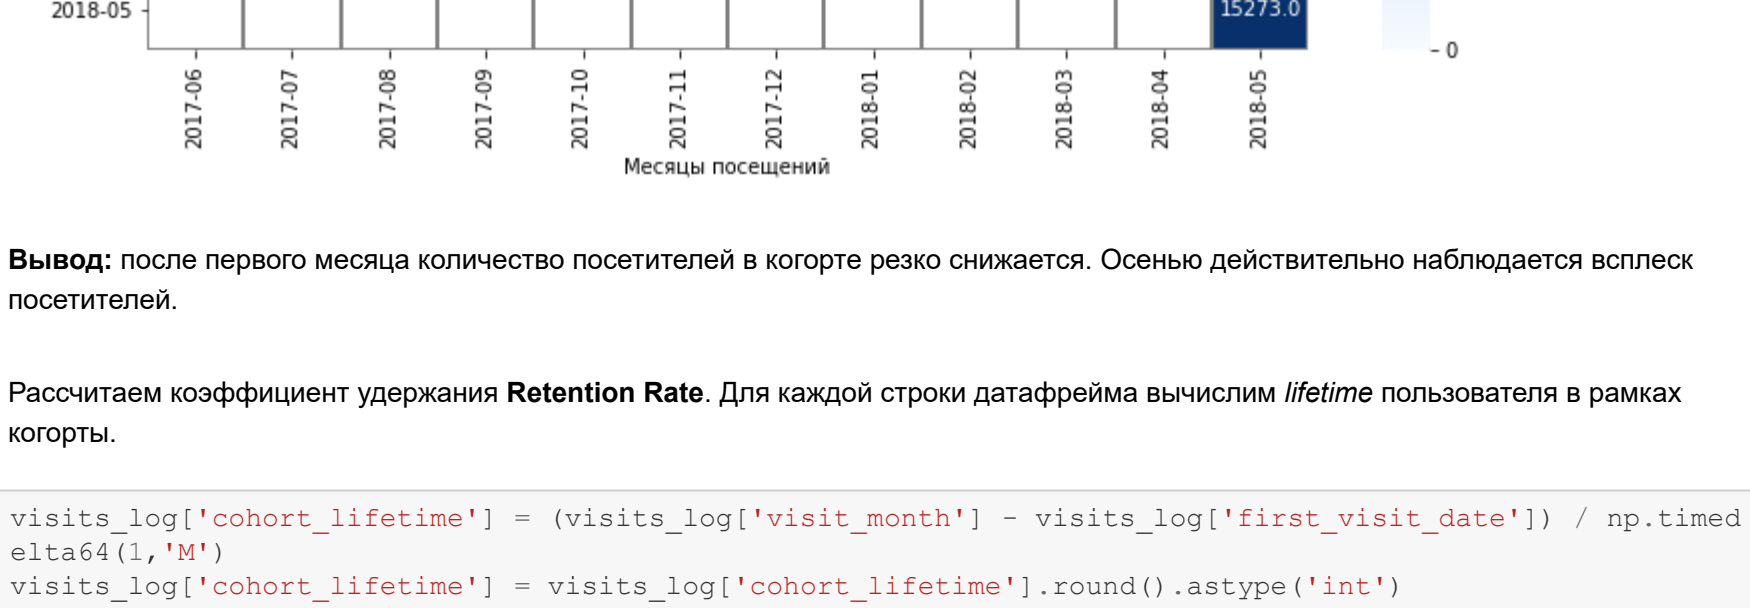 2018-05
15273.0
0
2017-06
2017-07
2017-08
2017-09
2017-10
2017-11
2017-12
2018-01
2018-02
2018-03
2018-04
2018-05
Месяцы посещений
Вывод: после первого месяца количество посетителей в когорте резко снижается. Осенью действительно наблюдается всплеск
посетителей.
Рассчитаем коэффициент удержания Retention Rate. Для каждой строки датафрейма вычислим lifetime пользователя в рамках
когорты.
visits_log['cohort_lifetime'] = (visits_log['visit_month'] - visits_log['first_visit_date']) / np.timed
elta64(1,'M')
visits_log['cohort_lifetime'] = visits_log['cohort_lifetime'].round().astype('int')